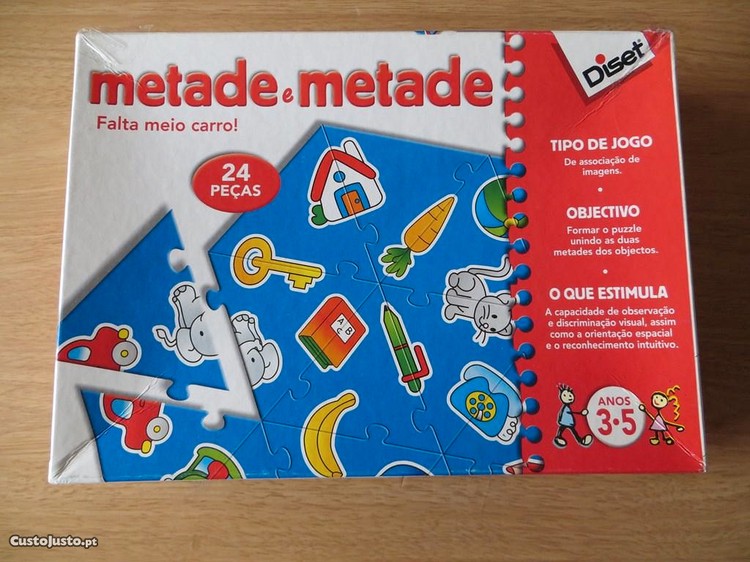 metade e metade
Falta meio carro!
24
PEÇAS
A B
C
Diset
TIPO DE JOGO
De associação de
imagens.
OBJECTIVO
Formar o puzzle
unindo as duas
metades dos objectos.
O QUE ESTIMULA
A capacidade de observação
e discriminação visual, assim
como a orientação espacial
e o reconhecimento intuitivo.
ANOS
3-5
CustoJusto.pt